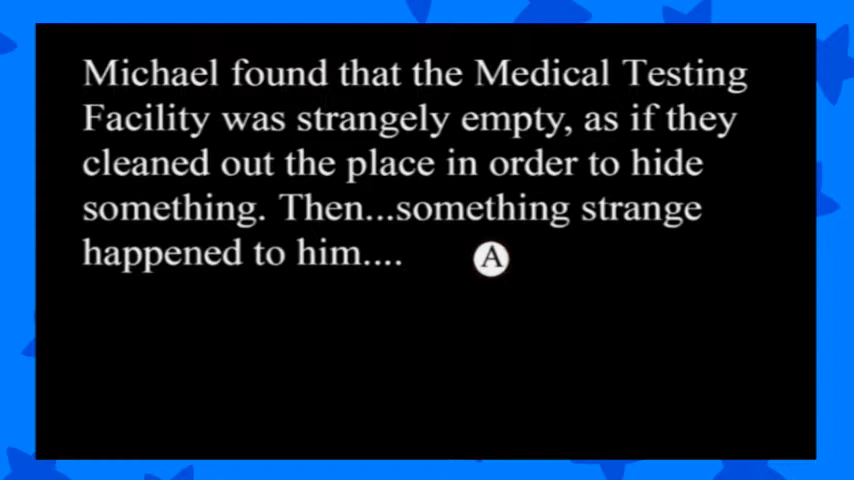 Michael found that the Medical Testing
Facility was strangely empty, as if they
cleaned out the place in order to hide
something. Then...something strange
happened to him.... A